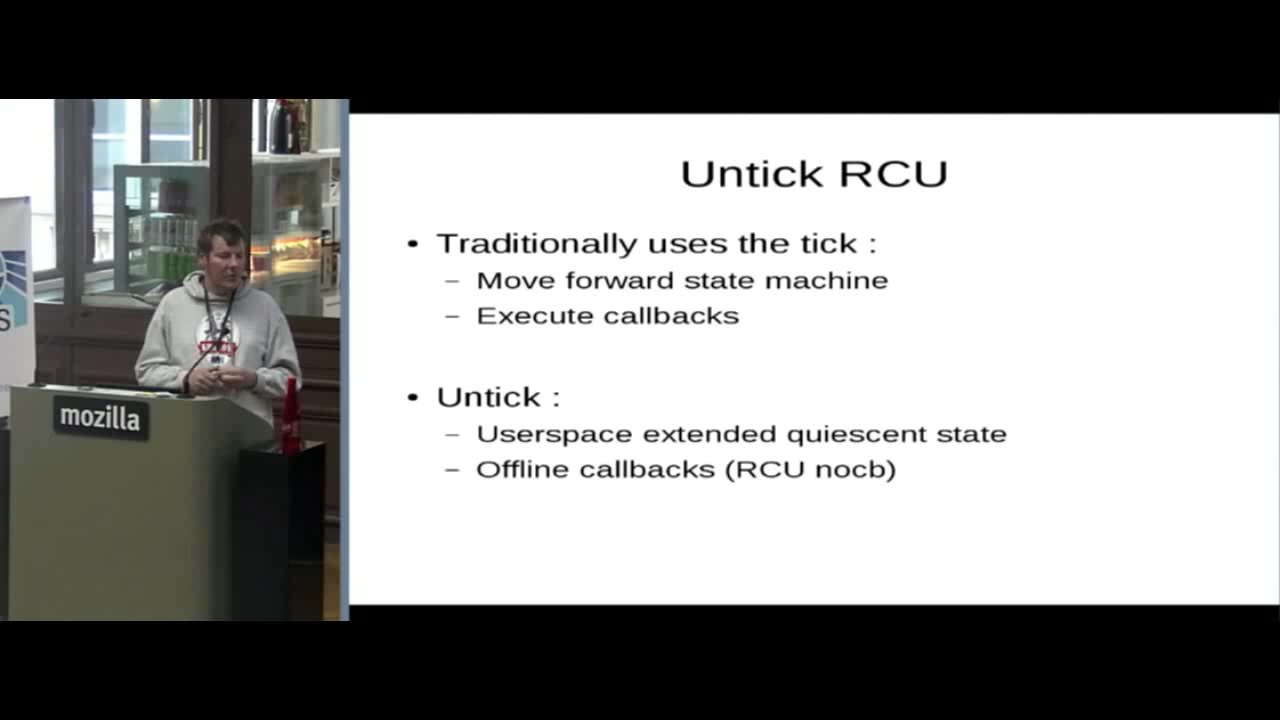 Untick RCU
• Traditionally uses the tick :
– Move forward state machine
– Execute callbacks
• Untick :
– Userspace extended quiescent state
– Offline callbacks (RCU nocb)
mozilla
S